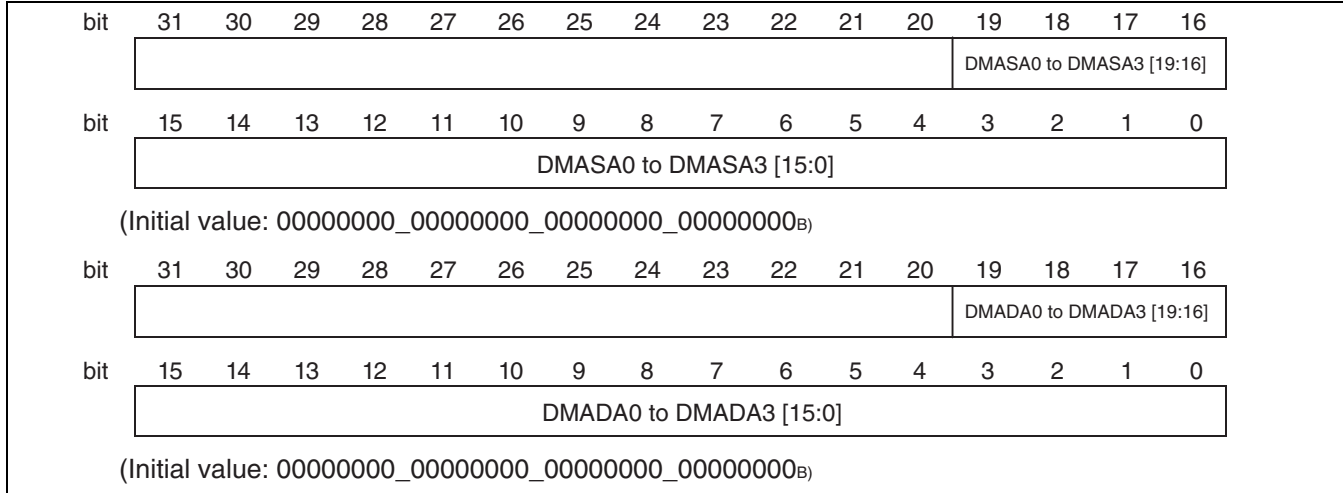 bit 31 30 29 28 27 26 25 24 23 22 21 20 19 18 17 16
DMASA0 to DMASA3 [19:16]
bit 15 14 13 12 11 10 9 8 7 6 5 4 3 2 1 0
DMASA0 to DMASA3 [15:0]
(Initial value: 00000000_00000000_00000000_00000000B)
bit 31 30 29 28 27 26 25 24 23 22 21 20 19 18 17 16
DMADA0 to DMADA3 [19:16]
bit 15 14 13 12 11 10 9 8 7 6 5 4 3 2 1 0
DMADA0 to DMADA3 [15:0]
(Initial value: 00000000_00000000_00000000_00000000B)